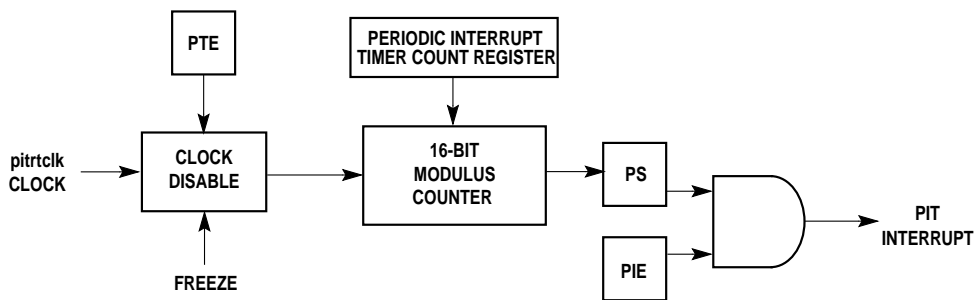 PTE
PERIODIC INTERRUPT
TIMER COUNT REGISTER
pitrtclk
CLOCK
CLOCK
DISABLE
16-BIT
MODULUS
COUNTER
PS
PIE
PIT
INTERRUPT
FREEZE